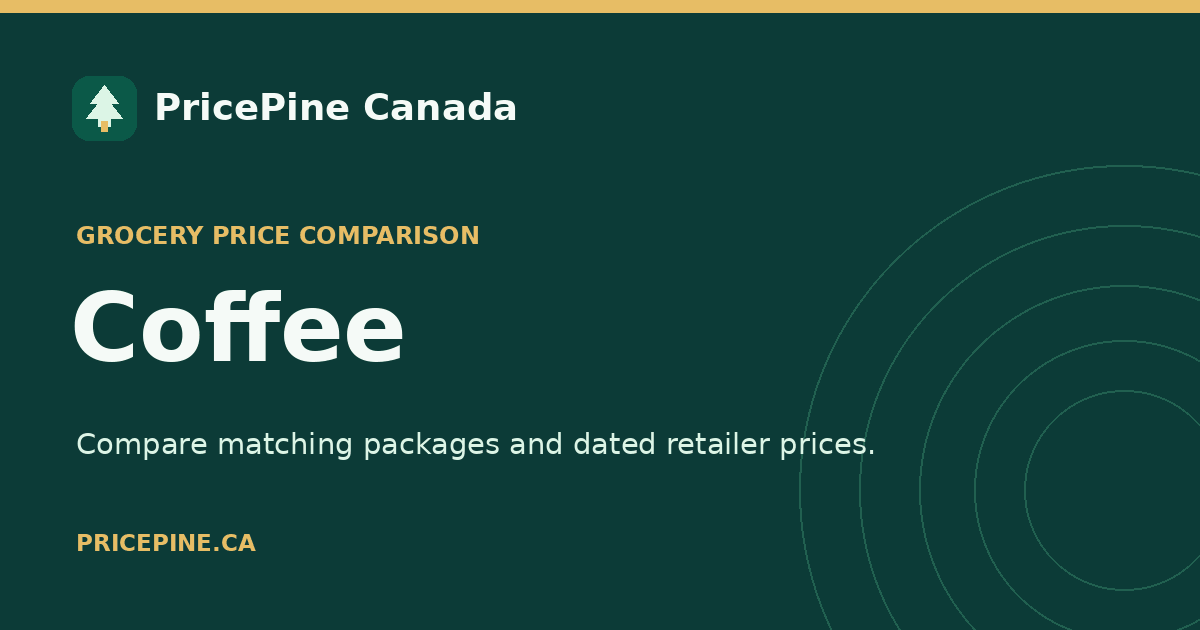 PricePine Canada
GROCERY PRICE COMPARISON
Coffee
Compare matching packages and dated retailer prices.
PRICEPINE.CA